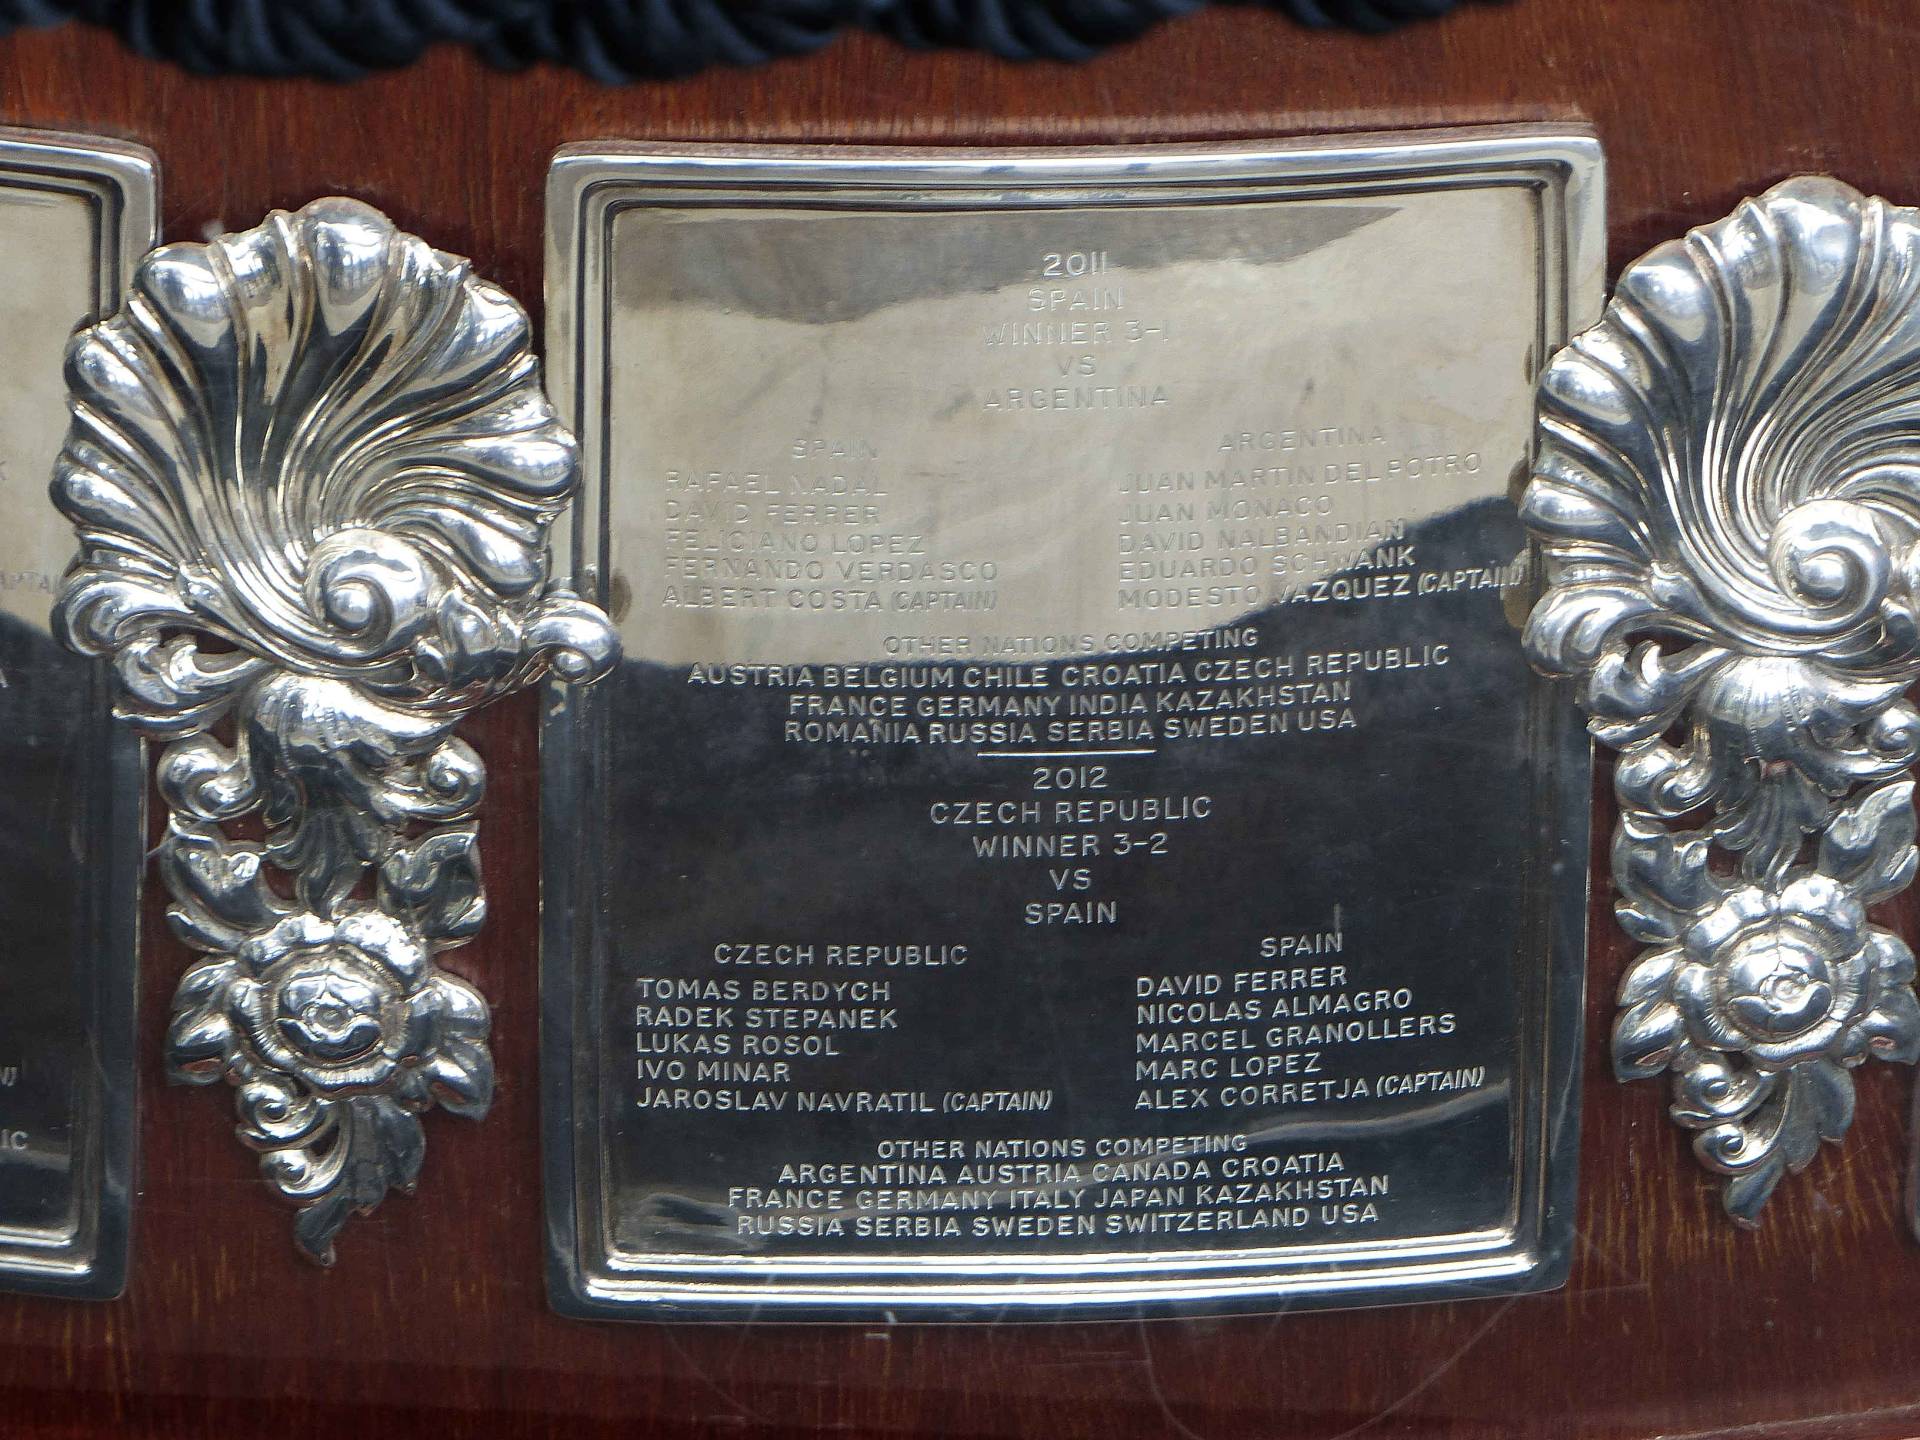 2011
SPAIN
WINNER 3-1
VS
ARGENTINA
SPAIN
RAFAEL NADAL
DAVID FERRER
FELICIANO LOPEZ
FERNANDO VERDASCO
ALBERT COSTA (CAPTAIN)
ARGENTINA
JUAN MARTIN DEL POTRO
JUAN MONACO
DAVID NALBANDIAN
EDUARDO SCHWANK
MODESTO VAZQUEZ (CAPTAIN)
OTHER NATIONS COMPETING
AUSTRIA BELGIUM CHILE CROATIA CZECH REPUBLIC
FRANCE GERMANY INDIA KAZAKHSTAN
ROMANIA RUSSIA SERBIA SWEDEN USA
2012
CZECH REPUBLIC
WINNER 3-2
VS
SPAIN
CZECH REPUBLIC
TOMAS BERDYCH
RADEK STEPANEK
LUKAS ROSOL
IVO MINAR
JAROSLAV NAVRATIL (CAPTAIN)
SPAIN
DAVID FERRER
NICOLAS ALMAGRO
MARCEL GRANOLLERS
MARC LOPEZ
ALEX CORRETJA (CAPTAIN)
OTHER NATIONS COMPETING
ARGENTINA AUSTRIA CANADA CROATIA
FRANCE GERMANY ITALY JAPAN KAZAKHSTAN
RUSSIA SERBIA SWEDEN SWITZERLAND USA